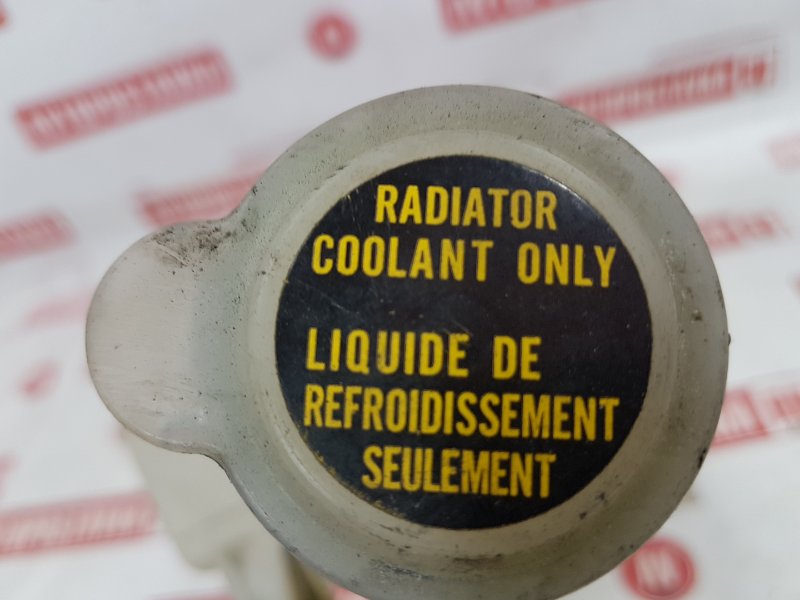 RADIATOR
COOLANT ONLY
LIQUIDE DE
REFROIDISSEMENT
SEULEMENT